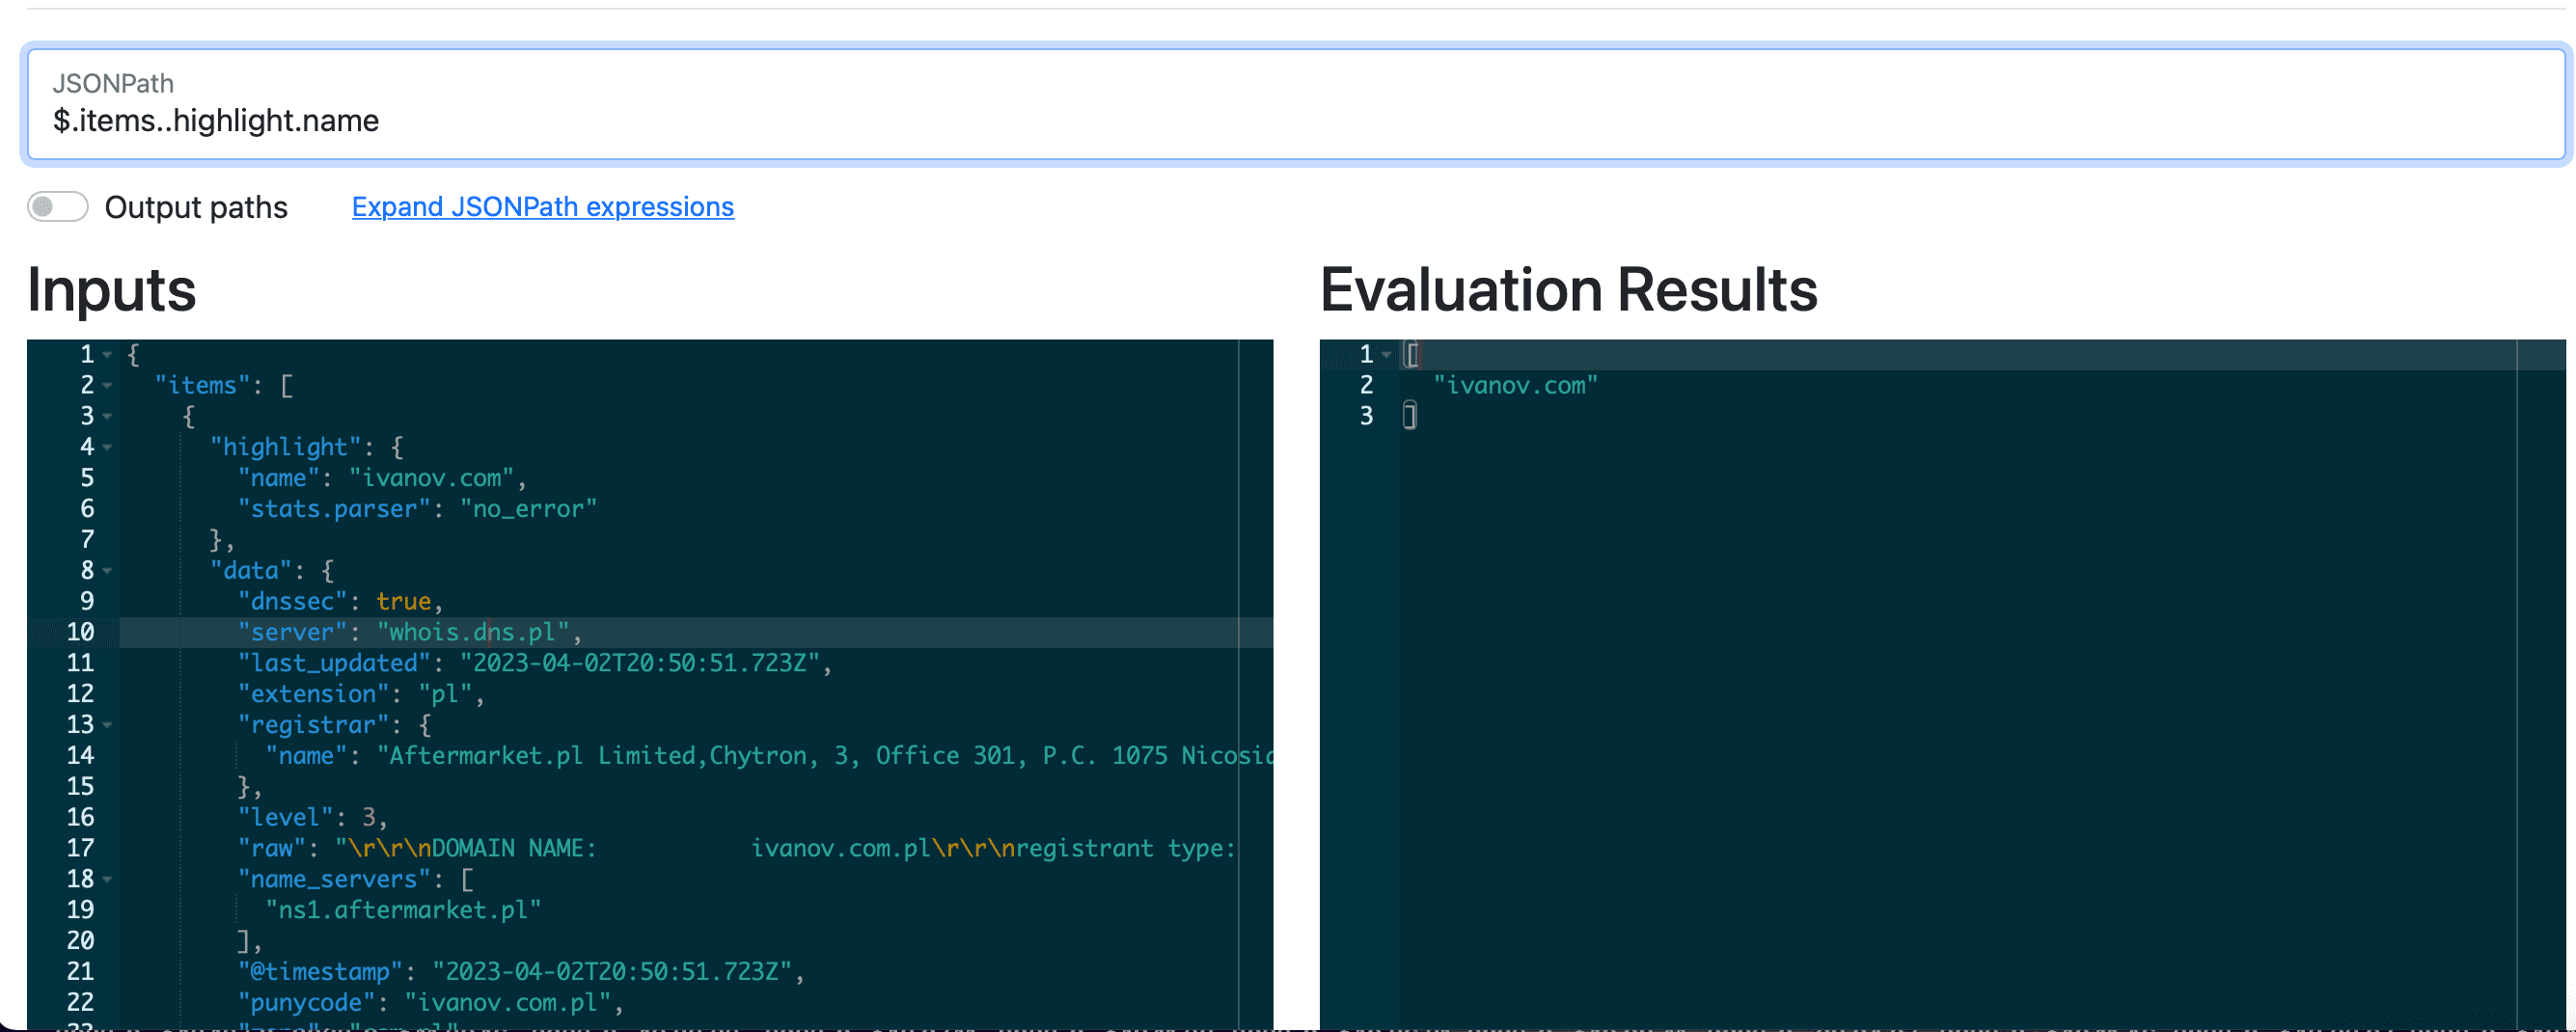 JSONPath
$.items..highlight.name
Output paths Expand JSONPath expressions
Inputs
1 {
2 "items": [
3 {
4 "highlight": {
5 "name": "ivanov.com",
6 "stats.parser": "no_error"
7 },
8 "data": {
9 "dnssec": true,
10 "server": "whois.dns.pl",
11 "last_updated": "2023-04-02T20:50:51.723Z",
12 "extension": "pl",
13 "registrar": {
14 "name": "Aftermarket.pl Limited,Chytron, 3, Office 301, P.C. 1075 Nicosia
15 },
16 "level": 3,
17 "raw": "\r\r\nDOMAIN NAME: ivanov.com.pl\r\r\nregistrant type:
18 "name_servers": [
19 "ns1.aftermarket.pl"
20 ],
21 "@timestamp": "2023-04-02T20:50:51.723Z",
22 "punycode": "ivanov.com.pl",
Evaluation Results
1 [
2 "ivanov.com"
3 ]